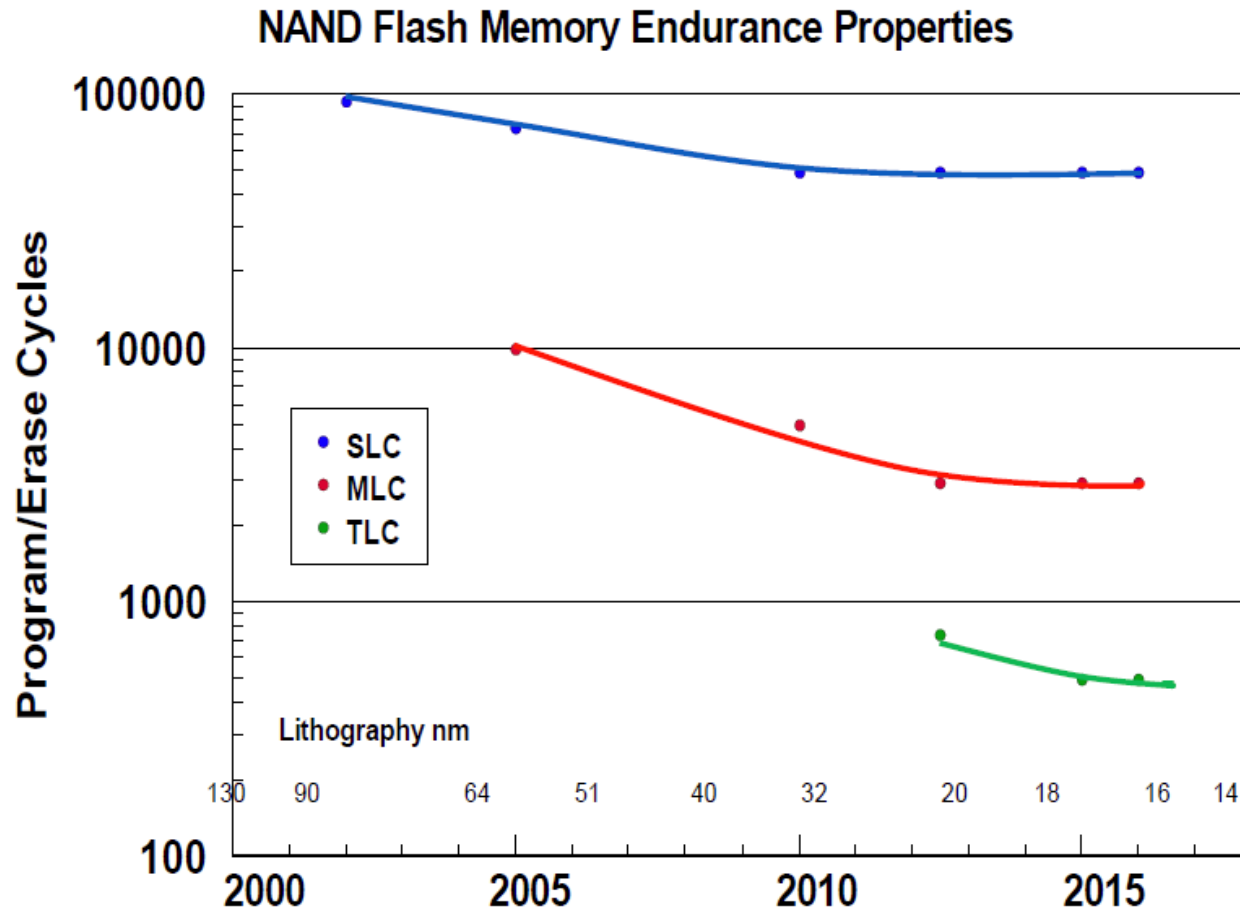 NAND Flash Memory Endurance Properties
100000
10000
1000
100
Program/Erase Cycles
SLC
MLC
TLC
Lithography nm
130 90 64 51 40 32 20 18 16 14
2000 2005 2010 2015